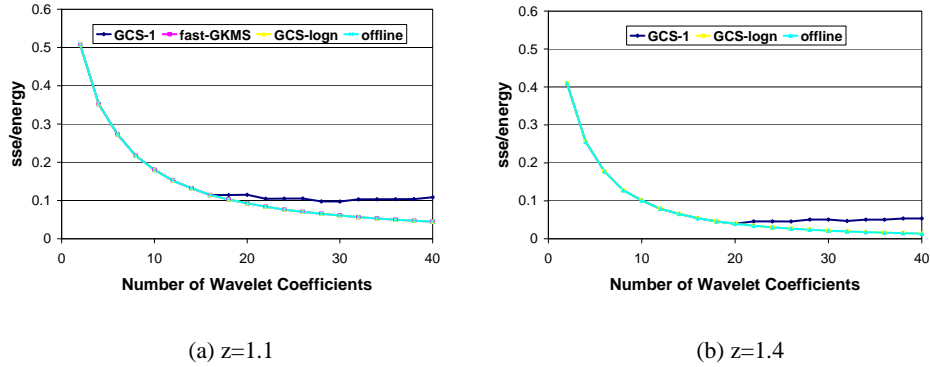 0.6
0.5
0.4
0.3
0.2
0.1
0
sse/energy
GCS-1 fast-GKMS GCS-logn offline
0 10 20 30 40
Number of Wavelet Coefficients
(a) z=1.1
0.6
0.5
0.4
0.3
0.2
0.1
0
sse/energy
GCS-1 GCS-logn offline
0 10 20 30 40
Number of Wavelet Coefficients
(b) z=1.4